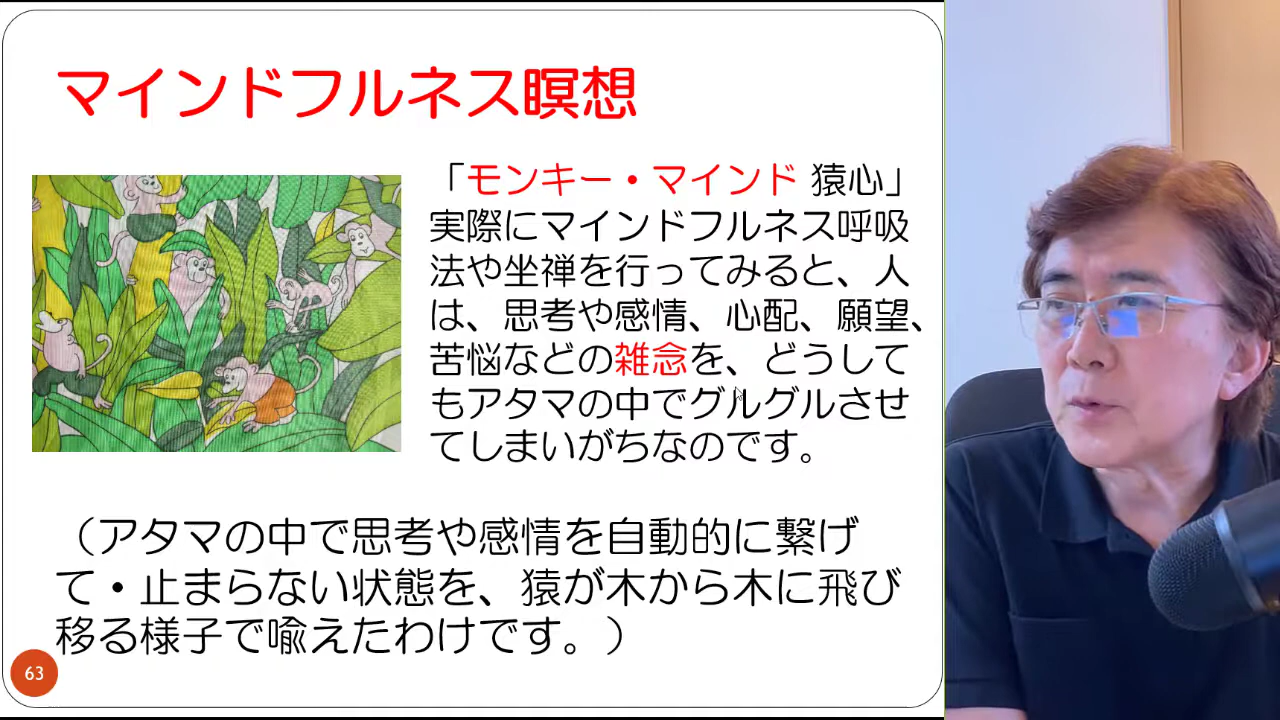 マインドフルネス瞑想
「モンキー・マインド 猿心」
実際にマインドフルネス呼吸
法や坐禅を行ってみると、人
は、思考や感情、心配、願望、
苦悩などの雑念を、どうして
もアタマの中でグルグルさせ
てしまいがちなのです。
（アタマの中で思考や感情を自動的に繋げ
て・止まらない状態を、猿が木から木に飛び
移る様子で喩えたわけです。）
63